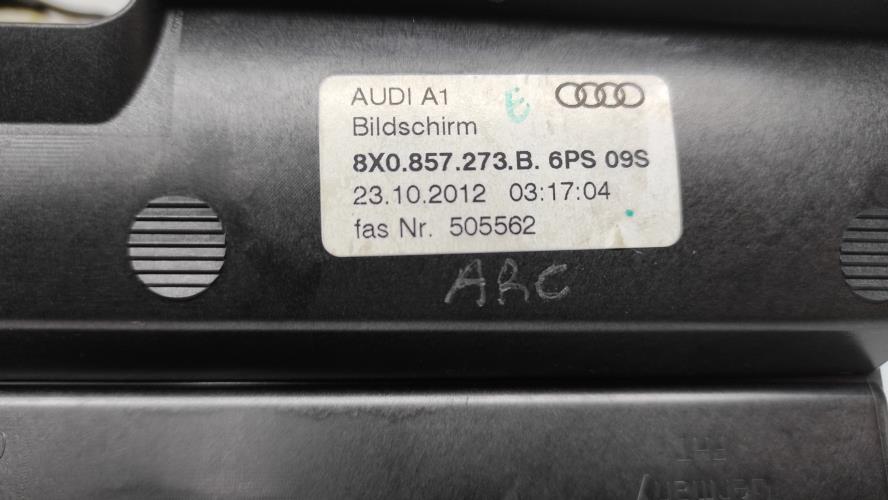 AUDI A1
E
Bildschirm
8X0.857.273.B. 6PS 09S
23.10.2012 03:17:04
fas Nr. 505562
ARC